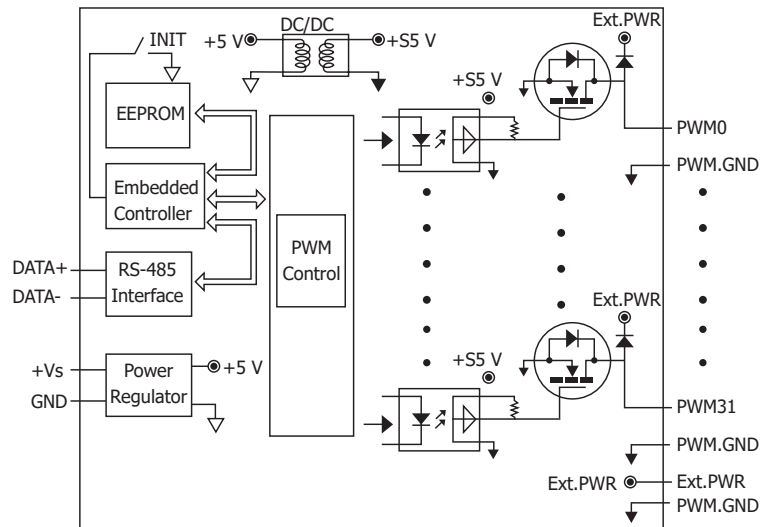 DC/DC
Ext.PWR
INIT
+5 V
+S5 V
+S5 V
EEPROM
PWM0
PWM.GND
Embedded
Controller
PWM
Control
DATA+
DATA-
RS-485
Interface
Ext.PWR
+S5 V
+Vs
GND
Power
Regulator
+5 V
PWM31
PWM.GND
Ext.PWR
Ext.PWR
PWM.GND